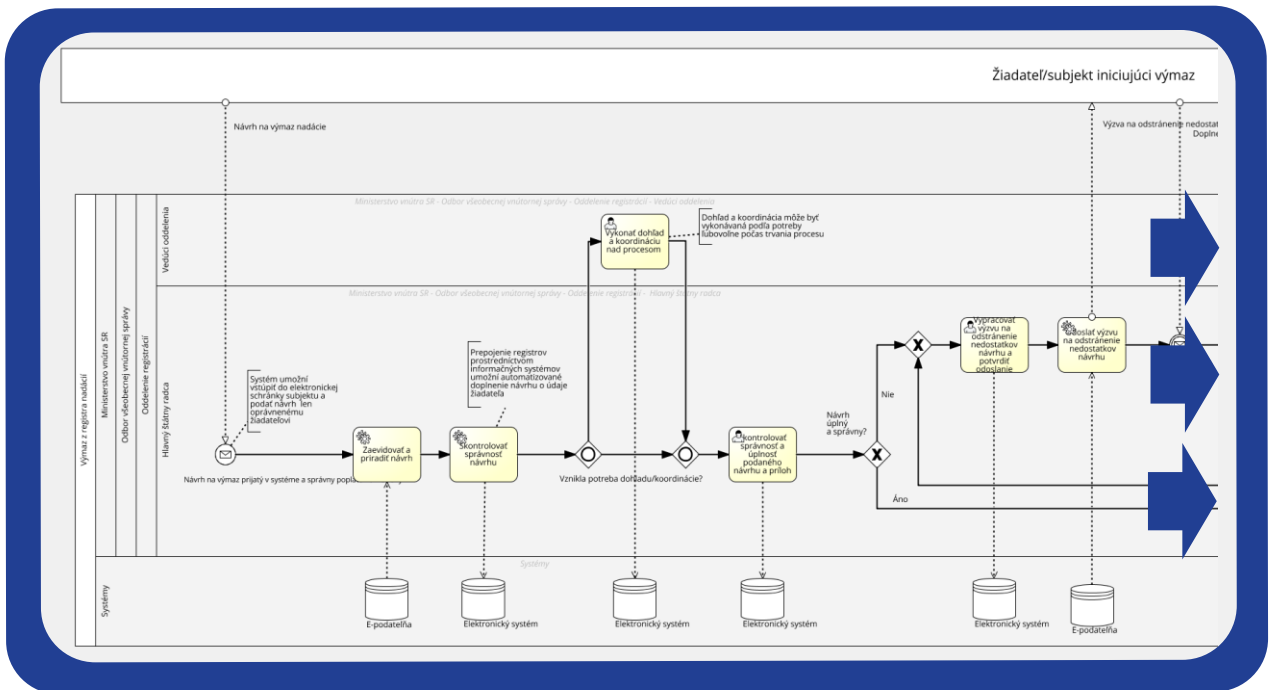 Žiadateľ/subjekt iniciujúci výmaz
Návrh na výmaz nadácie
Výzva na odstránenie
Ministerstvo vnútra SR - Odbor všeobecnej vnútornej správy - Oddelenie registrácií - Vedúci oddelenia
Vykonať dohľad
a koordináciu
nad procesom
Dohľad a koordinácia môže byť
vykonávaná podľa potreby
ľubovoľne počas trvania procesu
Výmaz z registra nadácií
Ministerstvo vnútra SR
Odbor všeobecnej vnútornej správy
Oddelenie registrácií
Vedúci oddelenia
Hlavný štátny radca
Ministerstvo vnútra SR - Odbor všeobecnej vnútornej správy - Oddelenie registrácií - Hlavný štátny radca
Vypracovať
výzvu na
odstránenie
nedostatkov
návrhu a
potvrdiť
odoslanie
Odoslať výzvu
na odstránenie
nedostatkov
návrhu
Prepojenie registrov
prostredníctvom
informačných systémov
umožní automatizované
doplnenie návrhu o údaje
žiadateľa
Systém umožní
vstúpiť do elektronickej
schránky subjektu a
podať návrh len
oprávnenému
žiadateľovi
Nie
Návrh
úplný
a správny?
Zaevidovať a
priradiť návrh
Skontrolovať
správnosť
návrhu
Skontrolovať
správnosť a
úplnosť
podaného
návrhu a príloh
Návrh na výmaz prijatý v systéme a správny
Vznikla potreba dohľadu/koordinácie?
Áno
Systémy
Systémy
E-podateľňa
Elektronický systém
Elektronický systém
Elektronický systém
Elektronický systém
E-podateľňa